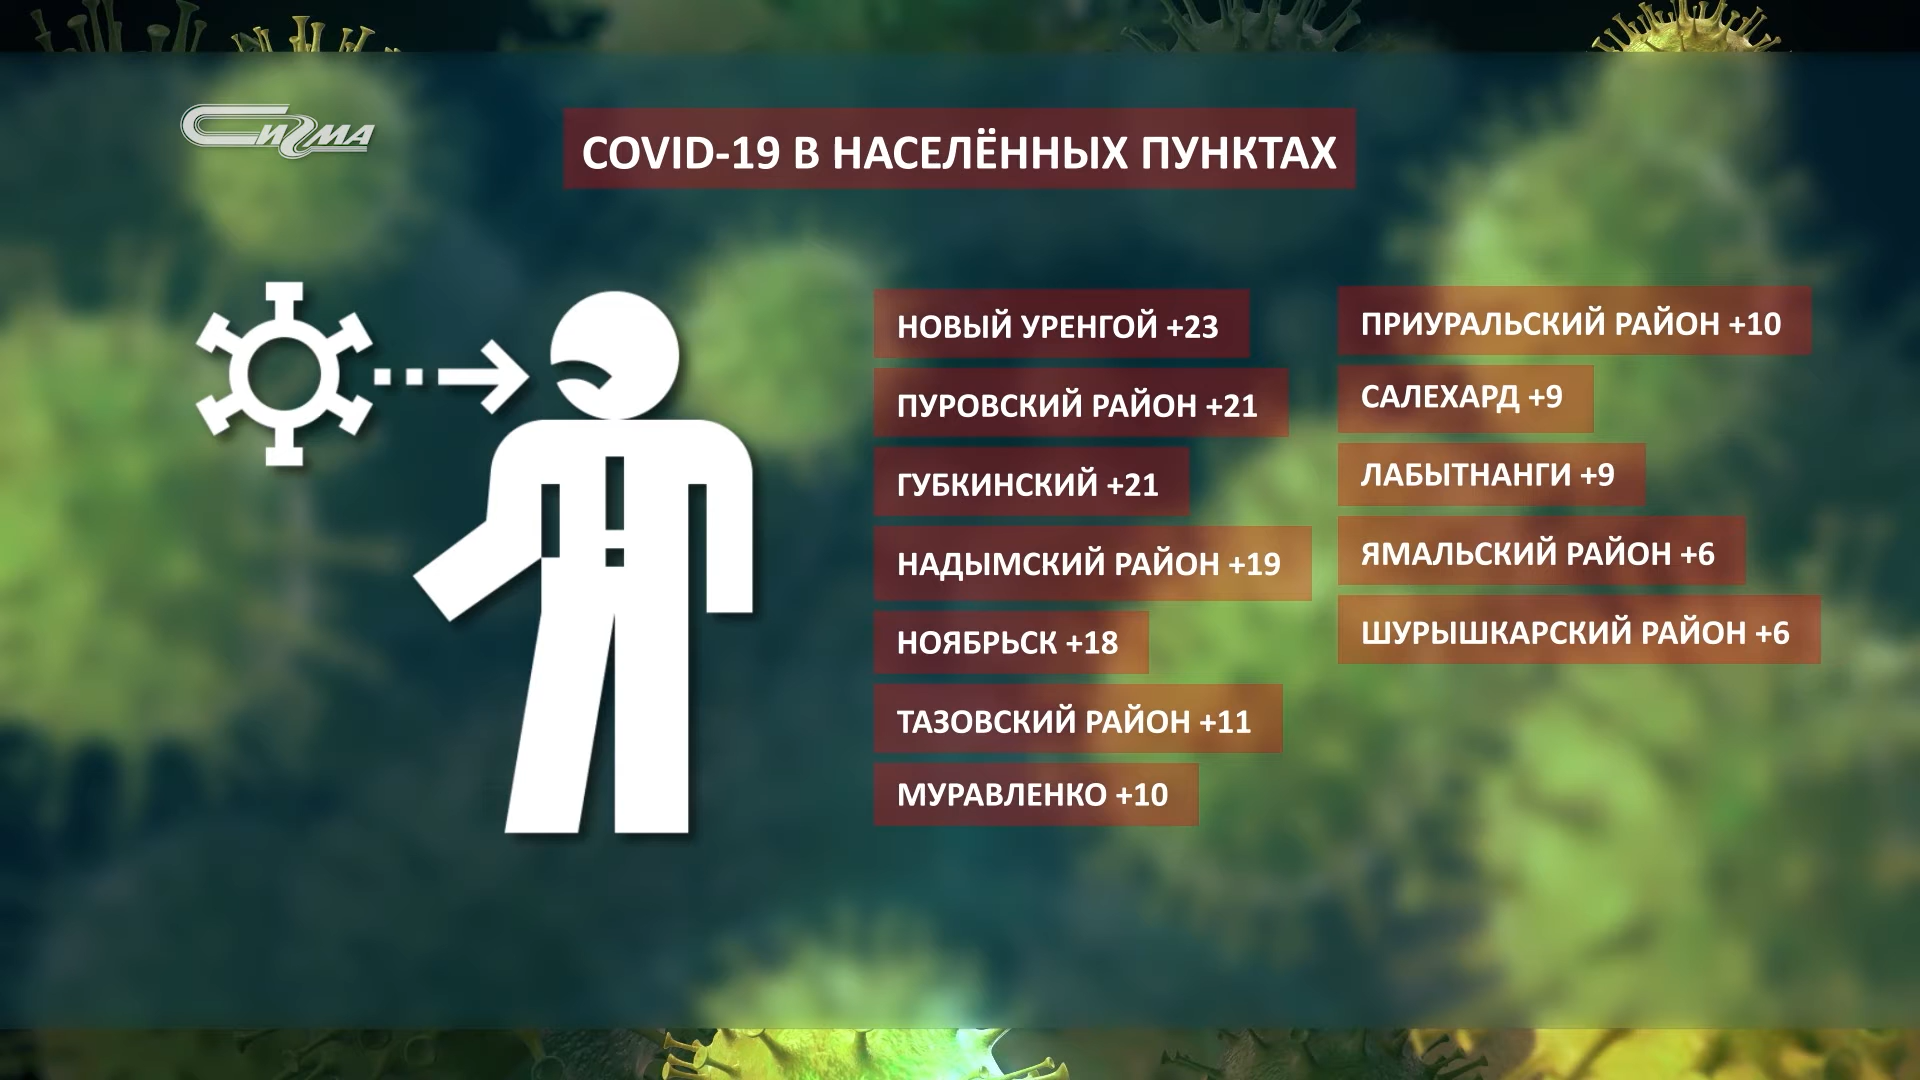 СИГМА
COVID-19 В НАСЕЛЁННЫХ ПУНКТАХ
НОВЫЙ УРЕНГОЙ +23
ПУРОВСКИЙ РАЙОН +21
ГУБКИНСКИЙ +21
НАДЫМСКИЙ РАЙОН +19
НОЯБРЬСК +18
ТАЗОВСКИЙ РАЙОН +11
МУРАВЛЕНКО +10
ПРИУРАЛЬСКИЙ РАЙОН +10
САЛЕХАРД +9
ЛАБЫТНАНГИ +9
ЯМАЛЬСКИЙ РАЙОН +6
ШУРЫШКАРСКИЙ РАЙОН +6